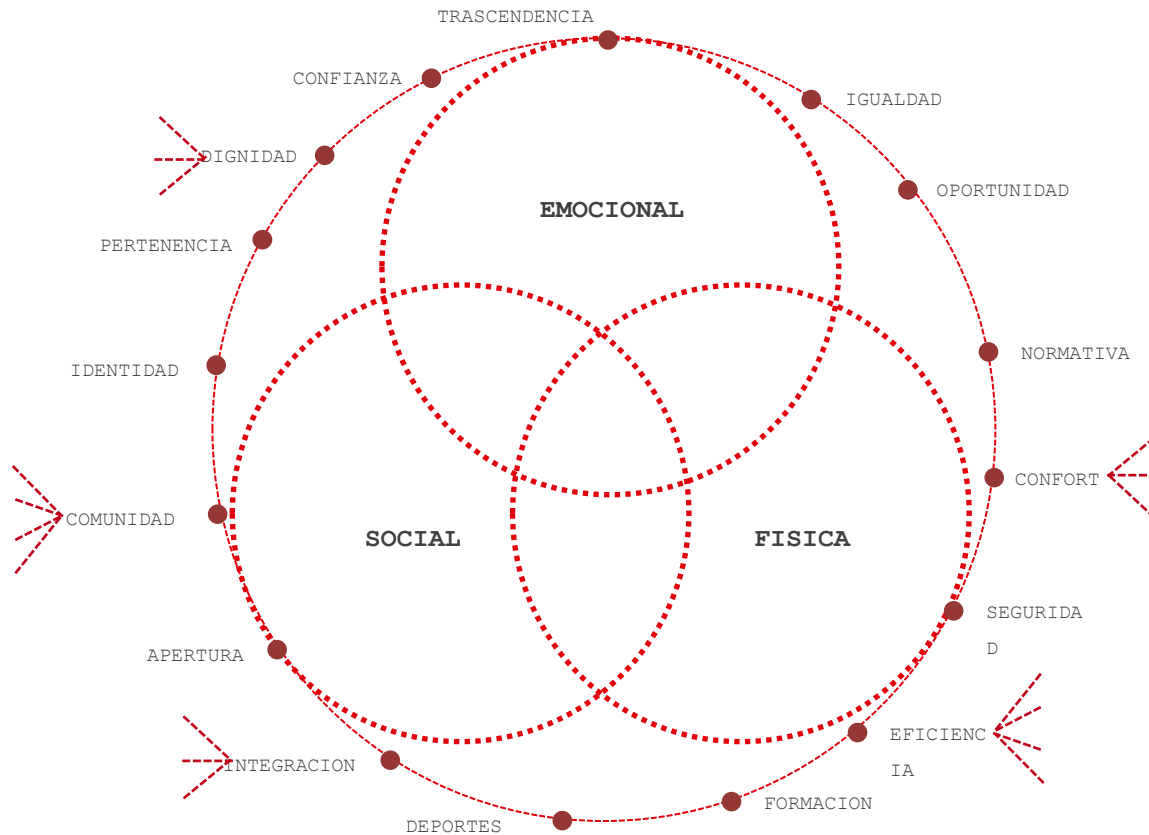 TRASCENDENCIA
CONFIANZA
IGUALDAD
DIGNIDAD
OPORTUNIDAD
EMOCIONAL
PERTENENCIA
NORMATIVA
IDENTIDAD
CONFORT
COMUNIDAD
SOCIAL
FISICA
SEGURIDA
D
APERTURA
EFICIENC
IA
INTEGRACION
FORMACION
DEPORTES